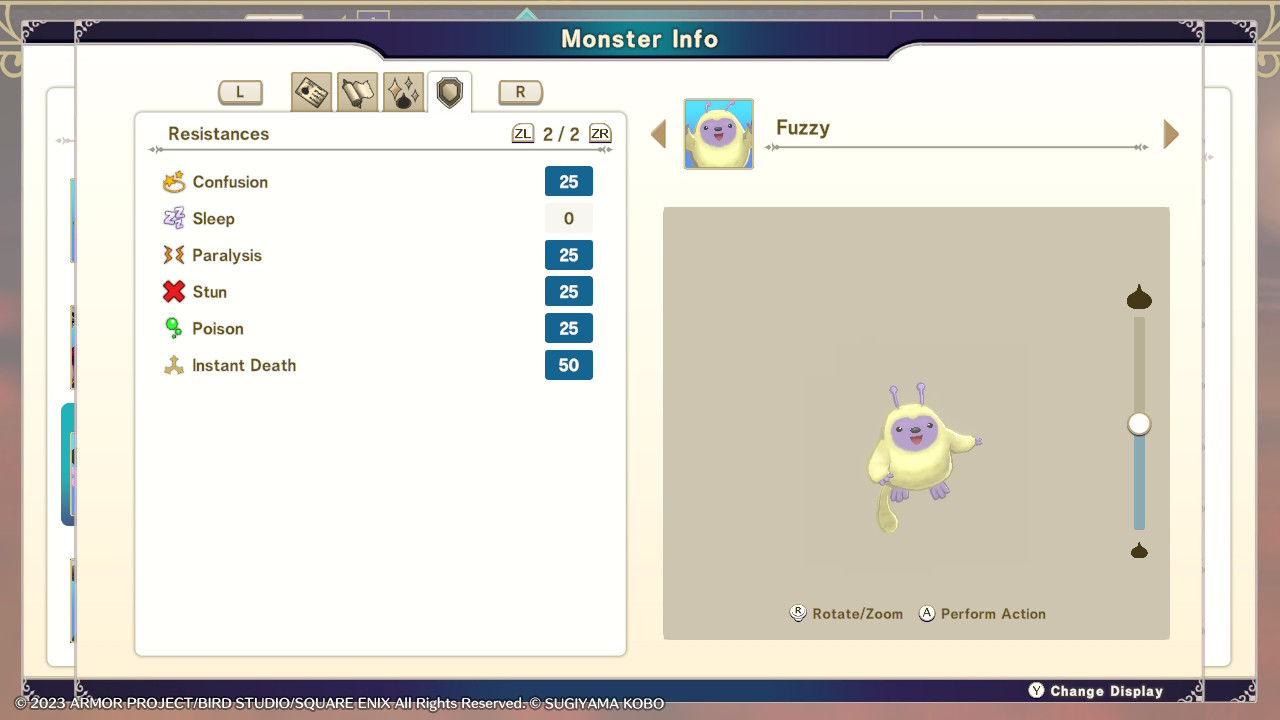 Monster Info
L
R
Resistances
ZL 2 / 2 ZR
Confusion 25
Sleep 0
Paralysis 25
Stun 25
Poison 25
Instant Death 50
Fuzzy
R Rotate/Zoom A Perform Action
Y Change Display
© 2023 ARMOR PROJECT/BIRD STUDIO/SQUARE ENIX All Rights Reserved. © SUGIYAMA KOBO